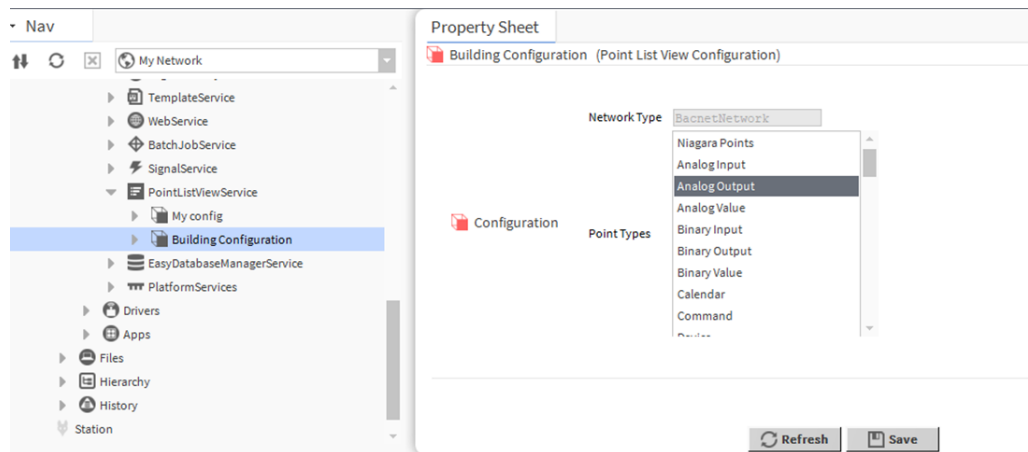 Nav
My Network
TemplateService
WebService
BatchJobService
SignalService
PointListViewService
My config
Building Configuration
EasyDatabaseManagerService
PlatformServices
Drivers
Apps
Files
Hierarchy
History
Station
Property Sheet
Building Configuration (Point List View Configuration)
Network Type BacnetNetwork
Configuration
Point Types
Niagara Points
Analog Input
Analog Output
Analog Value
Binary Input
Binary Output
Binary Value
Calendar
Command
Refresh Save